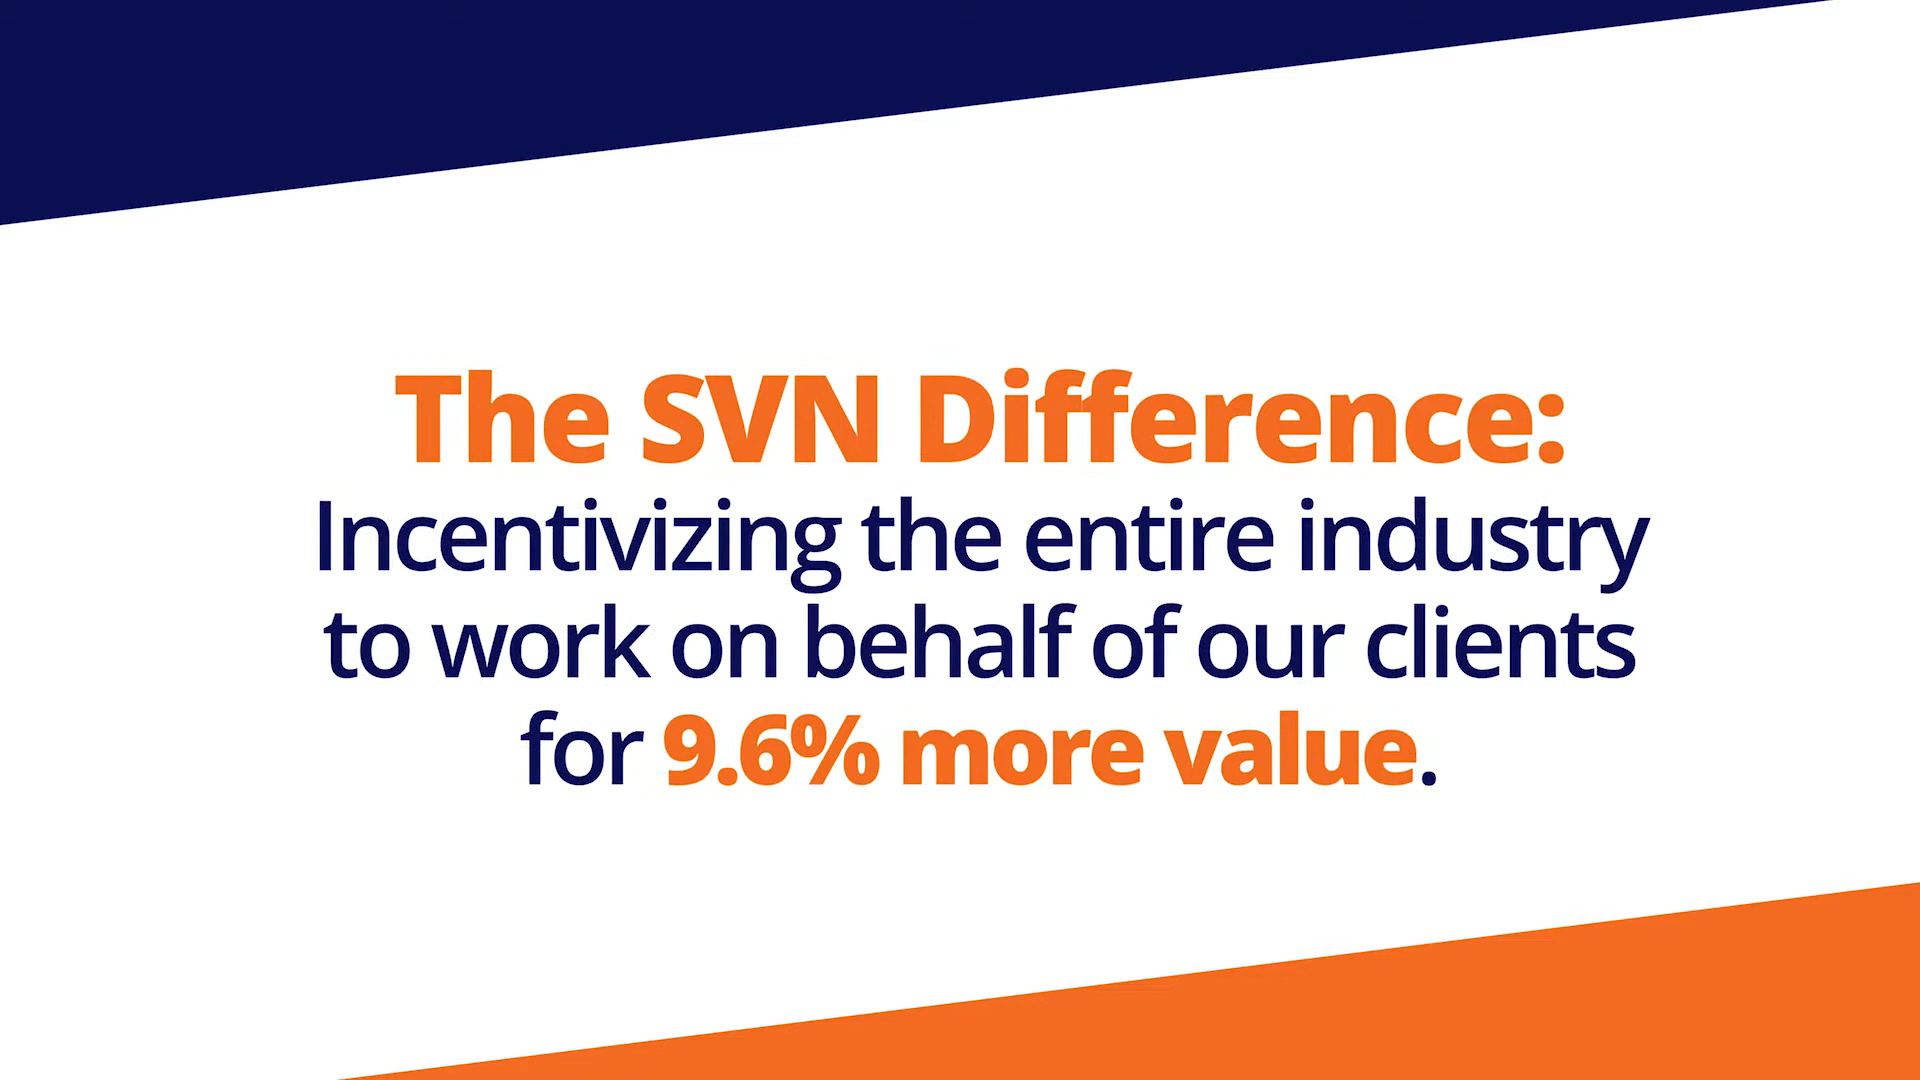 The SVN Difference:
Incentivizing the entire industry
to work on behalf of our clients
for 9.6% more value.